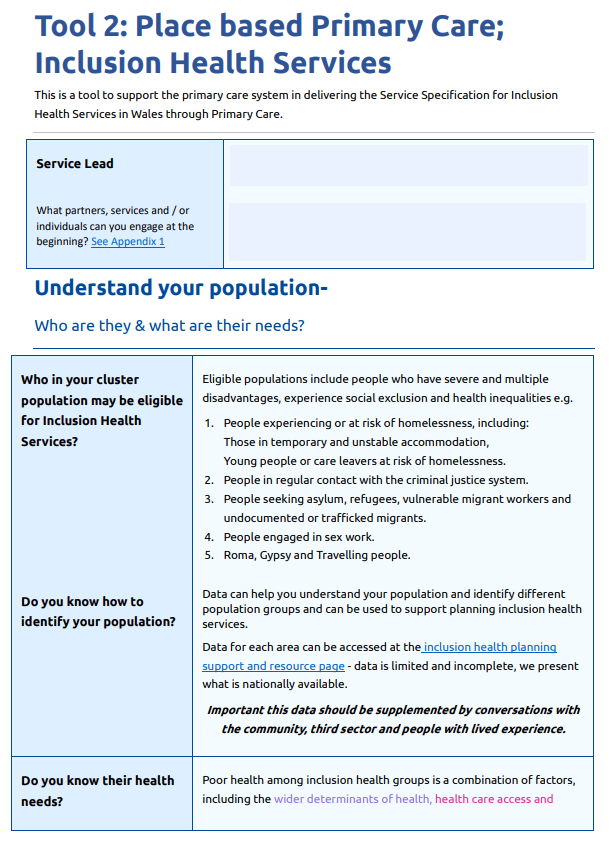 Tool 2: Place based Primary Care;
Inclusion Health Services
This is a tool to support the primary care system in delivering the Service Specification for Inclusion
Health Services in Wales through Primary Care.
Service Lead
What partners, services and / or
individuals can you engage at the
beginning? See Appendix 1
Understand your population-
Who are they & what are their needs?
Who in your cluster
population may be eligible
for Inclusion Health
Services?
Eligible populations include people who have severe and multiple
disadvantages, experience social exclusion and health inequalities e.g.
1. People experiencing or at risk of homelessness, including:
Those in temporary and unstable accommodation,
Young people or care leavers at risk of homelessness.
2. People in regular contact with the criminal justice system.
3. People seeking asylum, refugees, vulnerable migrant workers and
undocumented or trafficked migrants.
4. People engaged in sex work.
5. Roma, Gypsy and Travelling people.
Do you know how to
identify your population?
Data can help you understand your population and identify different
population groups and can be used to support planning inclusion health
services.
Data for each area can be accessed at the inclusion health planning
support and resource page - data is limited and incomplete, we present
what is nationally available.
Important this data should be supplemented by conversations with
the community, third sector and people with lived experience.
Do you know their health
needs?
Poor health among inclusion health groups is a combination of factors,
including the wider determinants of health, health care access and